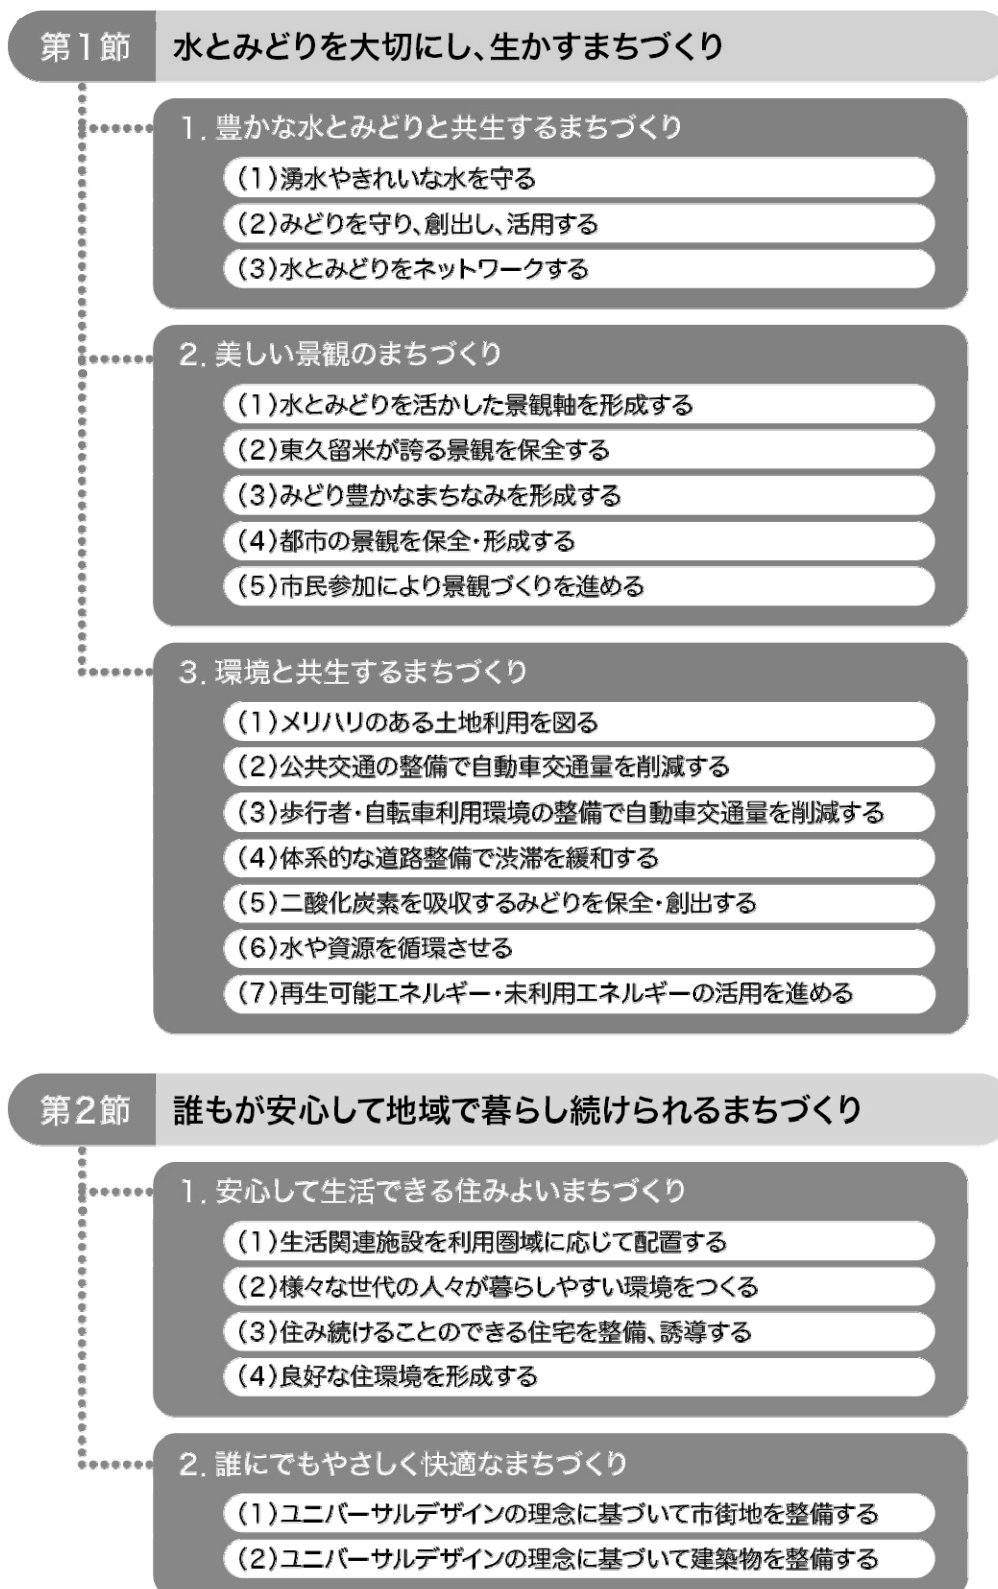 第1節 水とみどりを大切にし、生かすまちづくり
1. 豊かな水とみどりと共生するまちづくり
(1)湧水やきれいな水を守る
(2)みどりを守り、創出し、活用する
(3)水とみどりをネットワークする
2. 美しい景観のまちづくり
(1)水とみどりを活かした景観軸を形成する
(2)東久留米が誇る景観を保全する
(3)みどり豊かなまちなみを形成する
(4)都市の景観を保全・形成する
(5)市民参加により景観づくりを進める
3. 環境と共生するまちづくり
(1)メリハリのある土地利用を図る
(2)公共交通の整備で自動車交通量を削減する
(3)歩行者・自転車利用環境の整備で自動車交通量を削減する
(4)体系的な道路整備で渋滞を緩和する
(5)二酸化炭素を吸収するみどりを保全・創出する
(6)水や資源を循環させる
(7)再生可能エネルギー・未利用エネルギーの活用を進める
第2節 誰もが安心して地域で暮らし続けられるまちづくり
1. 安心して生活できる住みよいまちづくり
(1)生活関連施設を利用圏域に応じて配置する
(2)様々な世代の人々が暮らしやすい環境をつくる
(3)住み続けることのできる住宅を整備、誘導する
(4)良好な住環境を形成する
2. 誰にでもやさしく快適なまちづくり
(1)ユニバーサルデザインの理念に基づいて市街地を整備する
(2)ユニバーサルデザインの理念に基づいて建築物を整備する